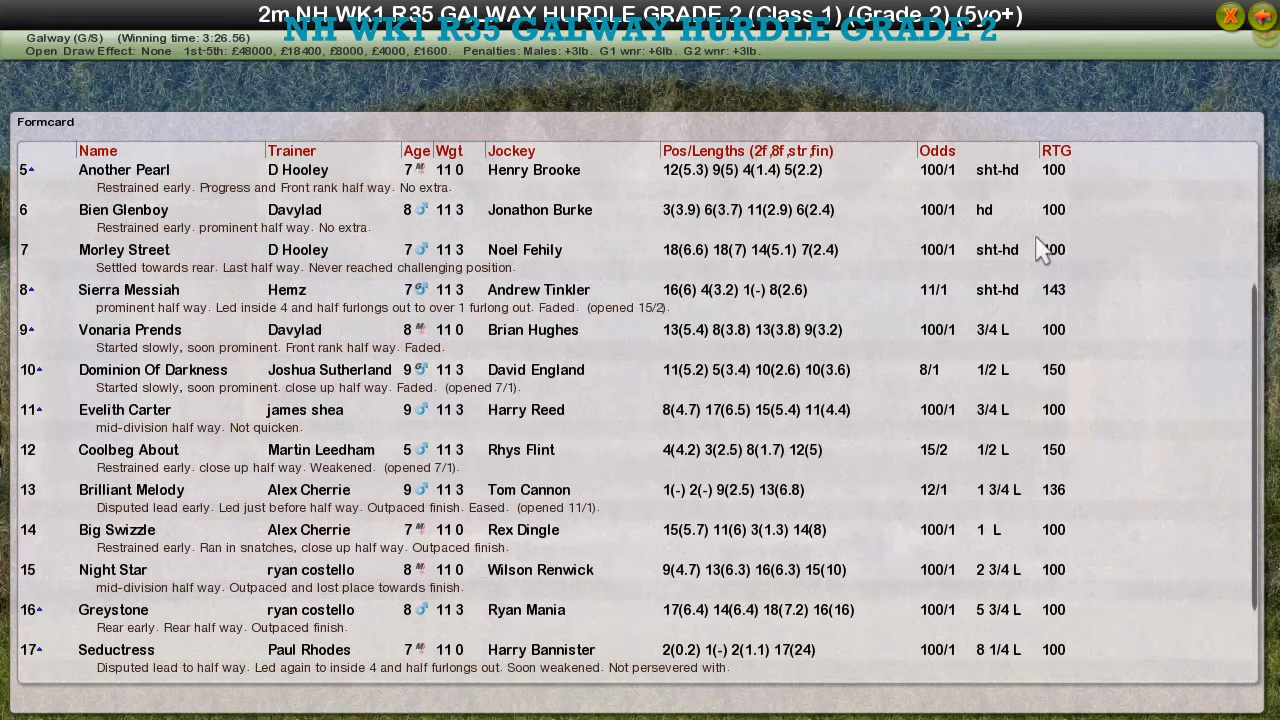 2m NH WK1 R35 GALWAY HURDLE GRADE 2 (Class 1) (Grade 2) (5yo+)
NH WK1 R35 GALWAY HURDLE GRADE 2
Galway (G/S) (Winning time: 3:26.56)
Open Draw Effect: None 1st-5th: £48000, £18400, £8000, £4000, £1600. Penalties: Males: +3lb. G1 wnr: +6lb. G2 wnr: +3lb.
Formcard
Name Trainer Age Wgt Jockey Pos/Lengths (2f,8f,str,fin) Odds RTG
5 Another Pearl D Hooley 7 M 11 0 Henry Brooke 12(5.3) 9(5) 4(1.4) 5(2.2) 100/1 sht-hd 100
Restrained early. Progress and Front rank half way. No extra.
6 Bien Glenboy Davylad 8 11 3 Jonathon Burke 3(3.9) 6(3.7) 11(2.9) 6(2.4) 100/1 hd 100
Restrained early. prominent half way. No extra.
7 Morley Street D Hooley 7 11 3 Noel Fehily 18(6.6) 18(7) 14(5.1) 7(2.4) 100/1 sht-hd
Settled towards rear. Last half way. Never reached challenging position.
8 Sierra Messiah Hemz 7 G 11 3 Andrew Tinkler 16(6) 4(3.2) 1(-) 8(2.6) 11/1 sht-hd 143
prominent half way. Led inside 4 and half furlongs out to over 1 furlong out. Faded. (opened 15/2).
9 Vonaria Prends Davylad 8 M 11 0 Brian Hughes 13(5.4) 8(3.8) 13(3.8) 9(3.2) 100/1 3/4 L 100
Started slowly, soon prominent. Front rank half way. Faded.
10 Dominion Of Darkness Joshua Sutherland 9 G 11 3 David England 11(5.2) 5(3.4) 10(2.6) 10(3.6) 8/1 1/2 L 150
Started slowly, soon prominent. close up half way. Faded. (opened 7/1).
11 Evelith Carter james shea 9 11 3 Harry Reed 8(4.7) 17(6.5) 15(5.4) 11(4.4) 100/1 3/4 L 100
mid-division half way. Not quicken.
12 Coolbeg About Martin Leedham 5 11 3 Rhys Flint 4(4.2) 3(2.5) 8(1.7) 12(5) 15/2 1/2 L 150
Restrained early. close up half way. Weakened. (opened 7/1).
13 Brilliant Melody Alex Cherrie 9 11 3 Tom Cannon 1(-) 2(-) 9(2.5) 13(6.8) 12/1 1 3/4 L 136
Disputed lead early. Led just before half way. Outpaced finish. Eased. (opened 11/1).
14 Big Swizzle Alex Cherrie 7 M 11 0 Rex Dingle 15(5.7) 11(6) 3(1.3) 14(8) 100/1 1 L 100
Restrained early. Ran in snatches, close up half way. Outpaced finish.
15 Night Star ryan costello 8 M 11 0 Wilson Renwick 9(4.7) 13(6.3) 16(6.3) 15(10) 100/1 2 3/4 L 100
mid-division half way. Outpaced and lost place towards finish.
16 Greystone ryan costello 8 11 3 Ryan Mania 17(6.4) 14(6.4) 18(7.2) 16(16) 100/1 5 3/4 L 100
Rear early. Rear half way. Outpaced finish.
17 Seductress Paul Rhodes 7 M 11 0 Harry Bannister 2(0.2) 1(-) 2(1.1) 17(24) 100/1 8 1/4 L 100
Disputed lead to half way. Led again to inside 4 and half furlongs out. Soon weakened. Not persevered with.